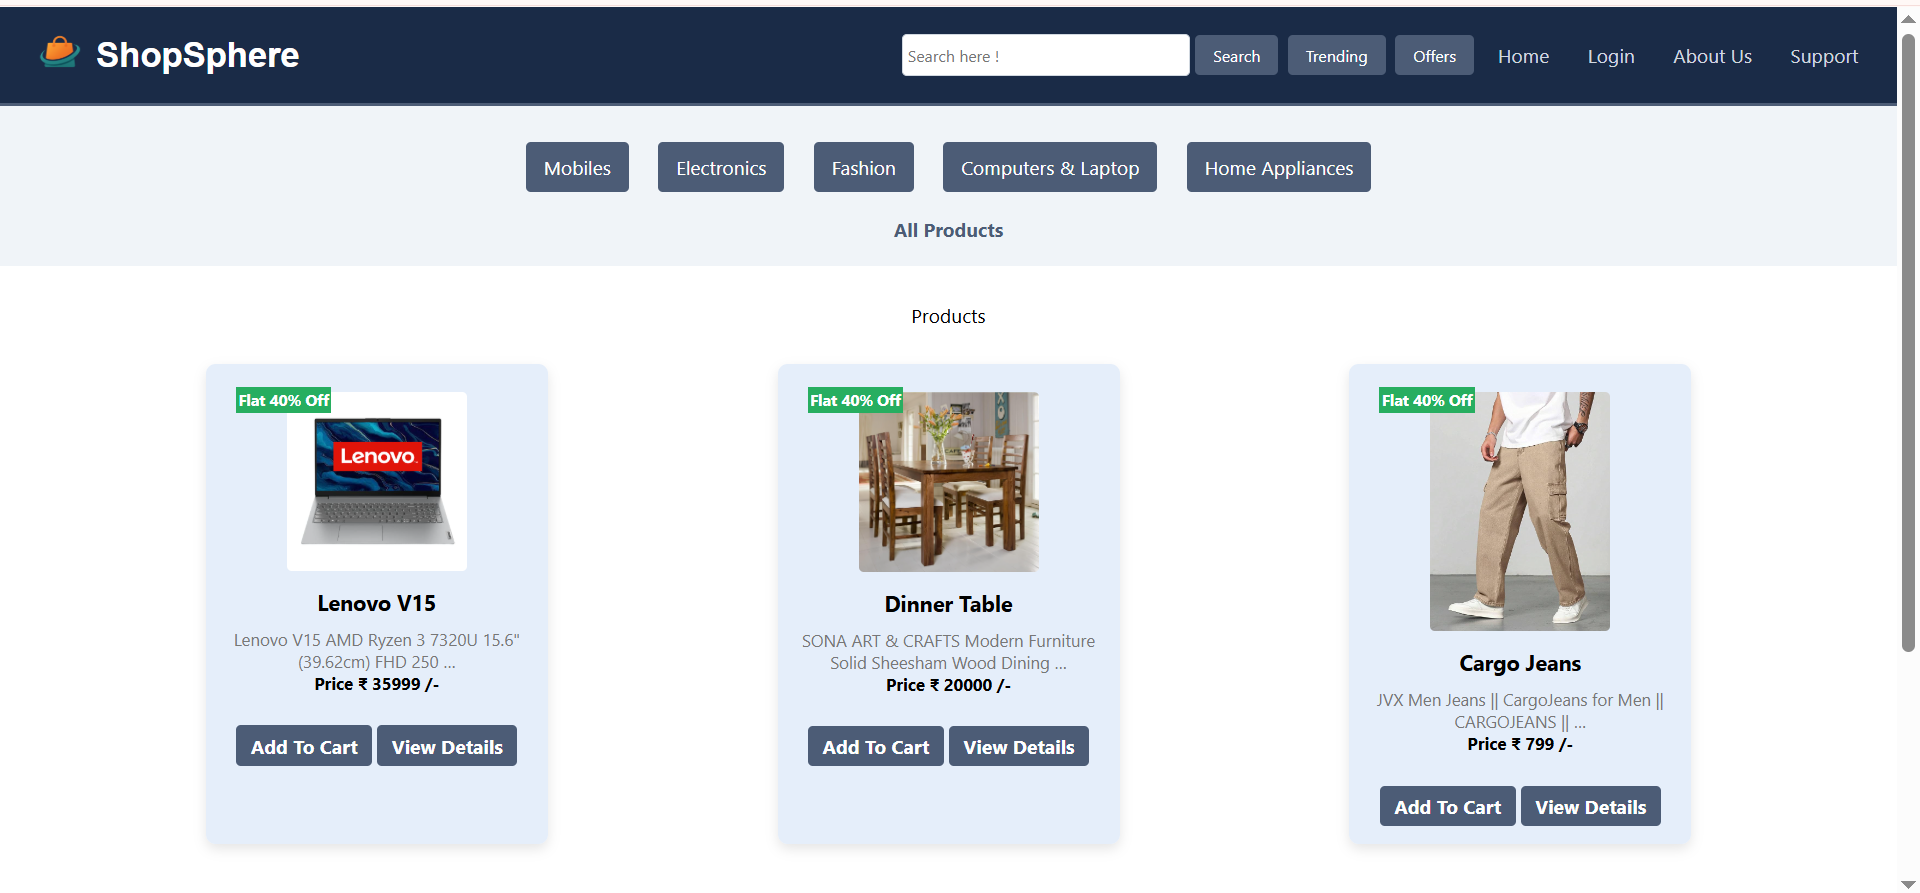 ShopSphere
Search here !
Search
Trending
Offers
Home
Login
About Us
Support
Mobiles
Electronics
Fashion
Computers & Laptop
Home Appliances
All Products
Products
Flat 40% Off
Lenovo
Lenovo V15
Lenovo V15 AMD Ryzen 3 7320U 15.6"
(39.62cm) FHD 250 ...
Price ₹ 35999 /-
Add To Cart
View Details
Flat 40% Off
Dinner Table
SONA ART & CRAFTS Modern Furniture
Solid Sheesham Wood Dining ...
Price ₹ 20000 /-
Add To Cart
View Details
Flat 40% Off
Cargo Jeans
JVX Men Jeans || CargoJeans for Men ||
CARGOJEANS || ...
Price ₹ 799 /-
Add To Cart
View Details